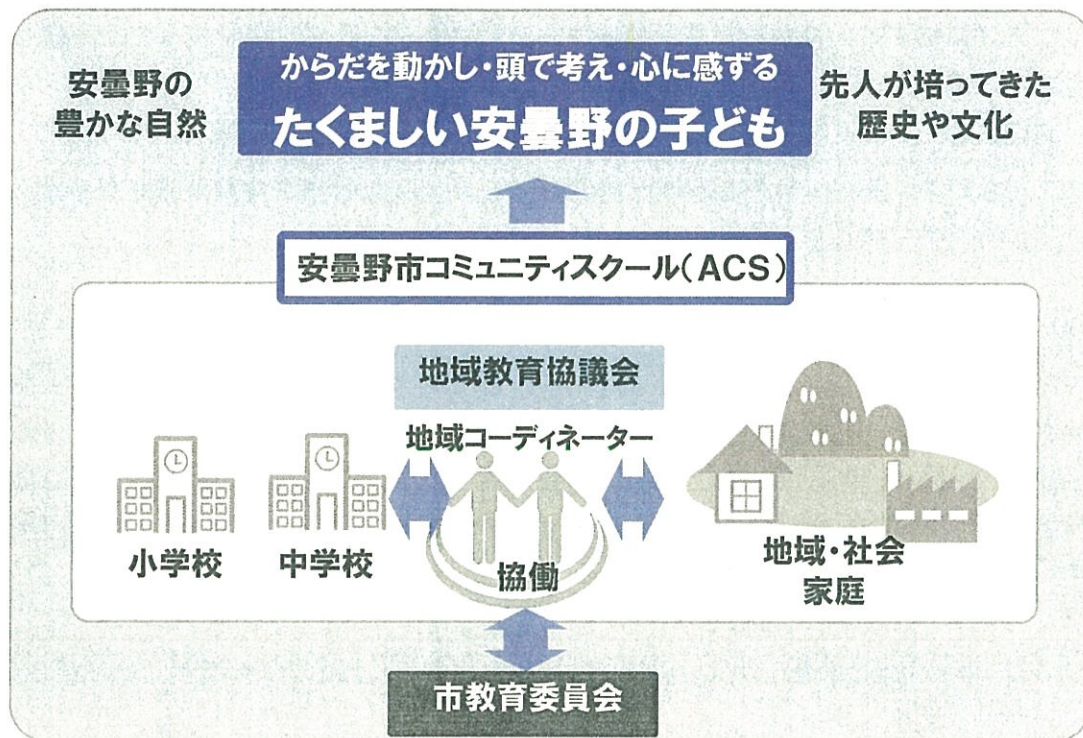 からだを動かし・頭で考え・心に感ずる
たくましい安曇野の子ども
安曇野の
豊かな自然
先人が培ってきた
歴史や文化
安曇野市コミュニティスクール(ACS)
地域教育協議会
地域コーディネーター
小学校
中学校
協働
地域・社会
家庭
市教育委員会